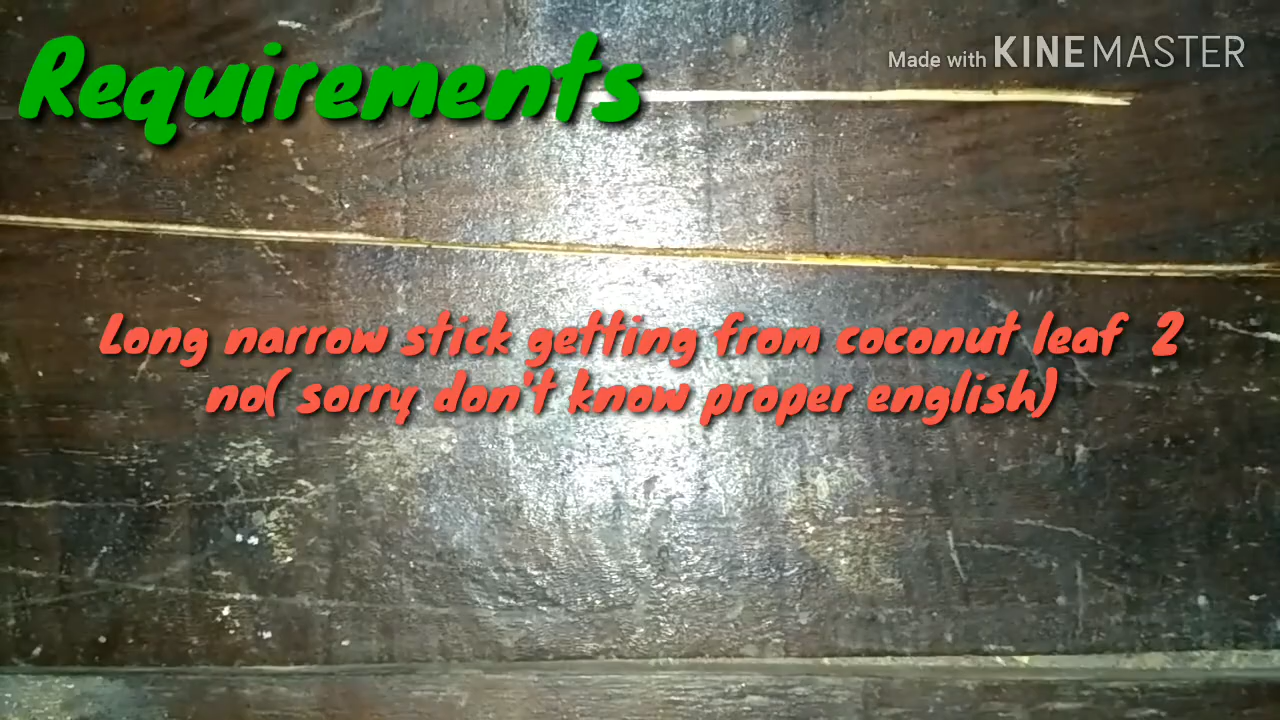 Requirements
Made with KINEMASTER
Long narrow stick getting from coconut leaf 2
no( sorry don't know proper english)